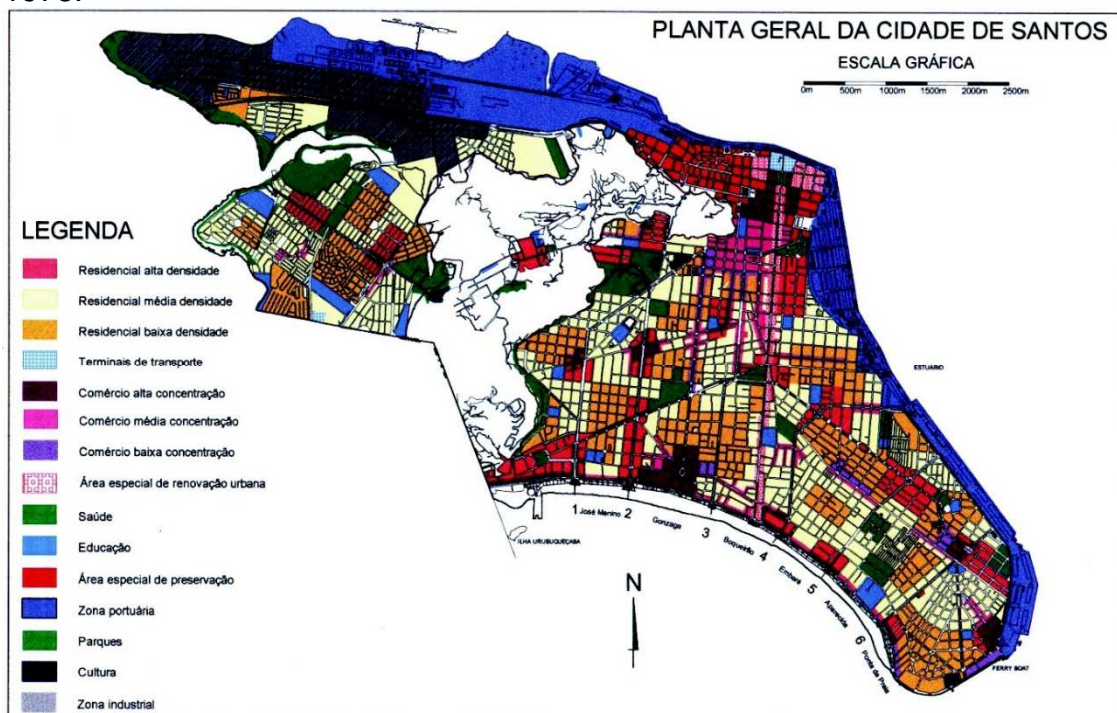 PLANTA GERAL DA CIDADE DE SANTOS
ESCALA GRÁFICA
0m 500m 1000m 1500m 2000m 2500m
LEGENDA
Residencial alta densidade
Residencial média densidade
Residencial baixa densidade
Terminais de transporte
Comércio alta concentração
Comércio média concentração
Comércio baixa concentração
Área especial de renovação urbana
Saúde
Educação
Área especial de preservação
Zona portuária
Parques
Cultura
Zona industrial
ESTUÁRIO
1 José Menino 2 Gonzaga 3 Boqueirão 4 Embaré 5 Aparecida 6 Ponta da Praia
ILHA URUBUQUEÇABA
N
FERRY BOAT